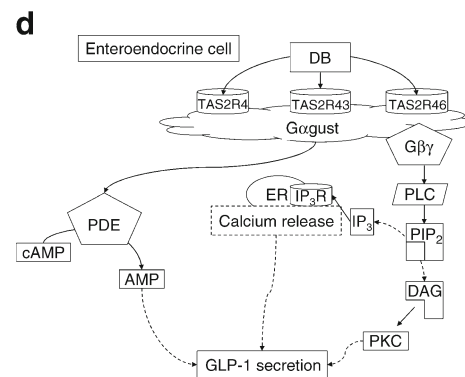 d
Enteroendocrine cell
DB
TAS2R4
TAS2R43
TAS2R46
Gαgust
Gβγ
PLC
ER
IP3R
PDE
Calcium release
IP3
PIP2
cAMP
AMP
DAG
PKC
GLP-1 secretion